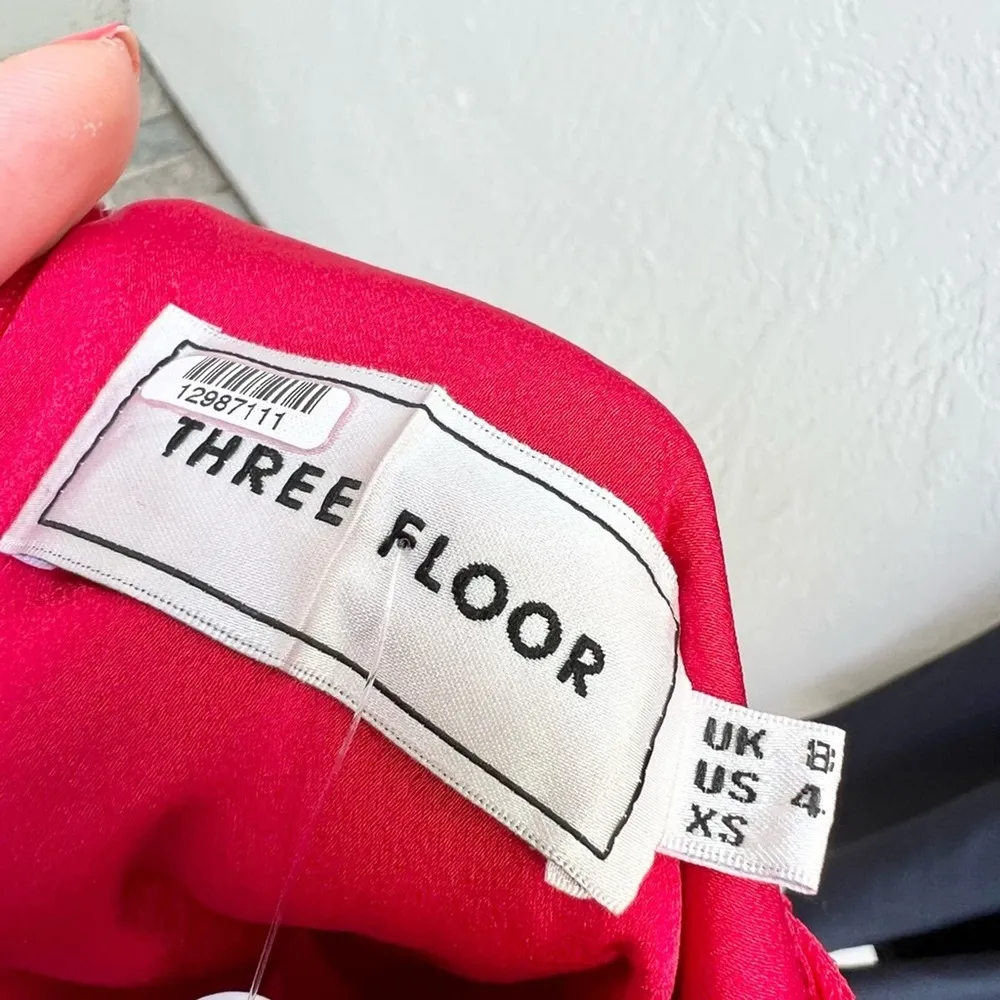 12987111
THREE FLOOR
UK 8
US 4
XS